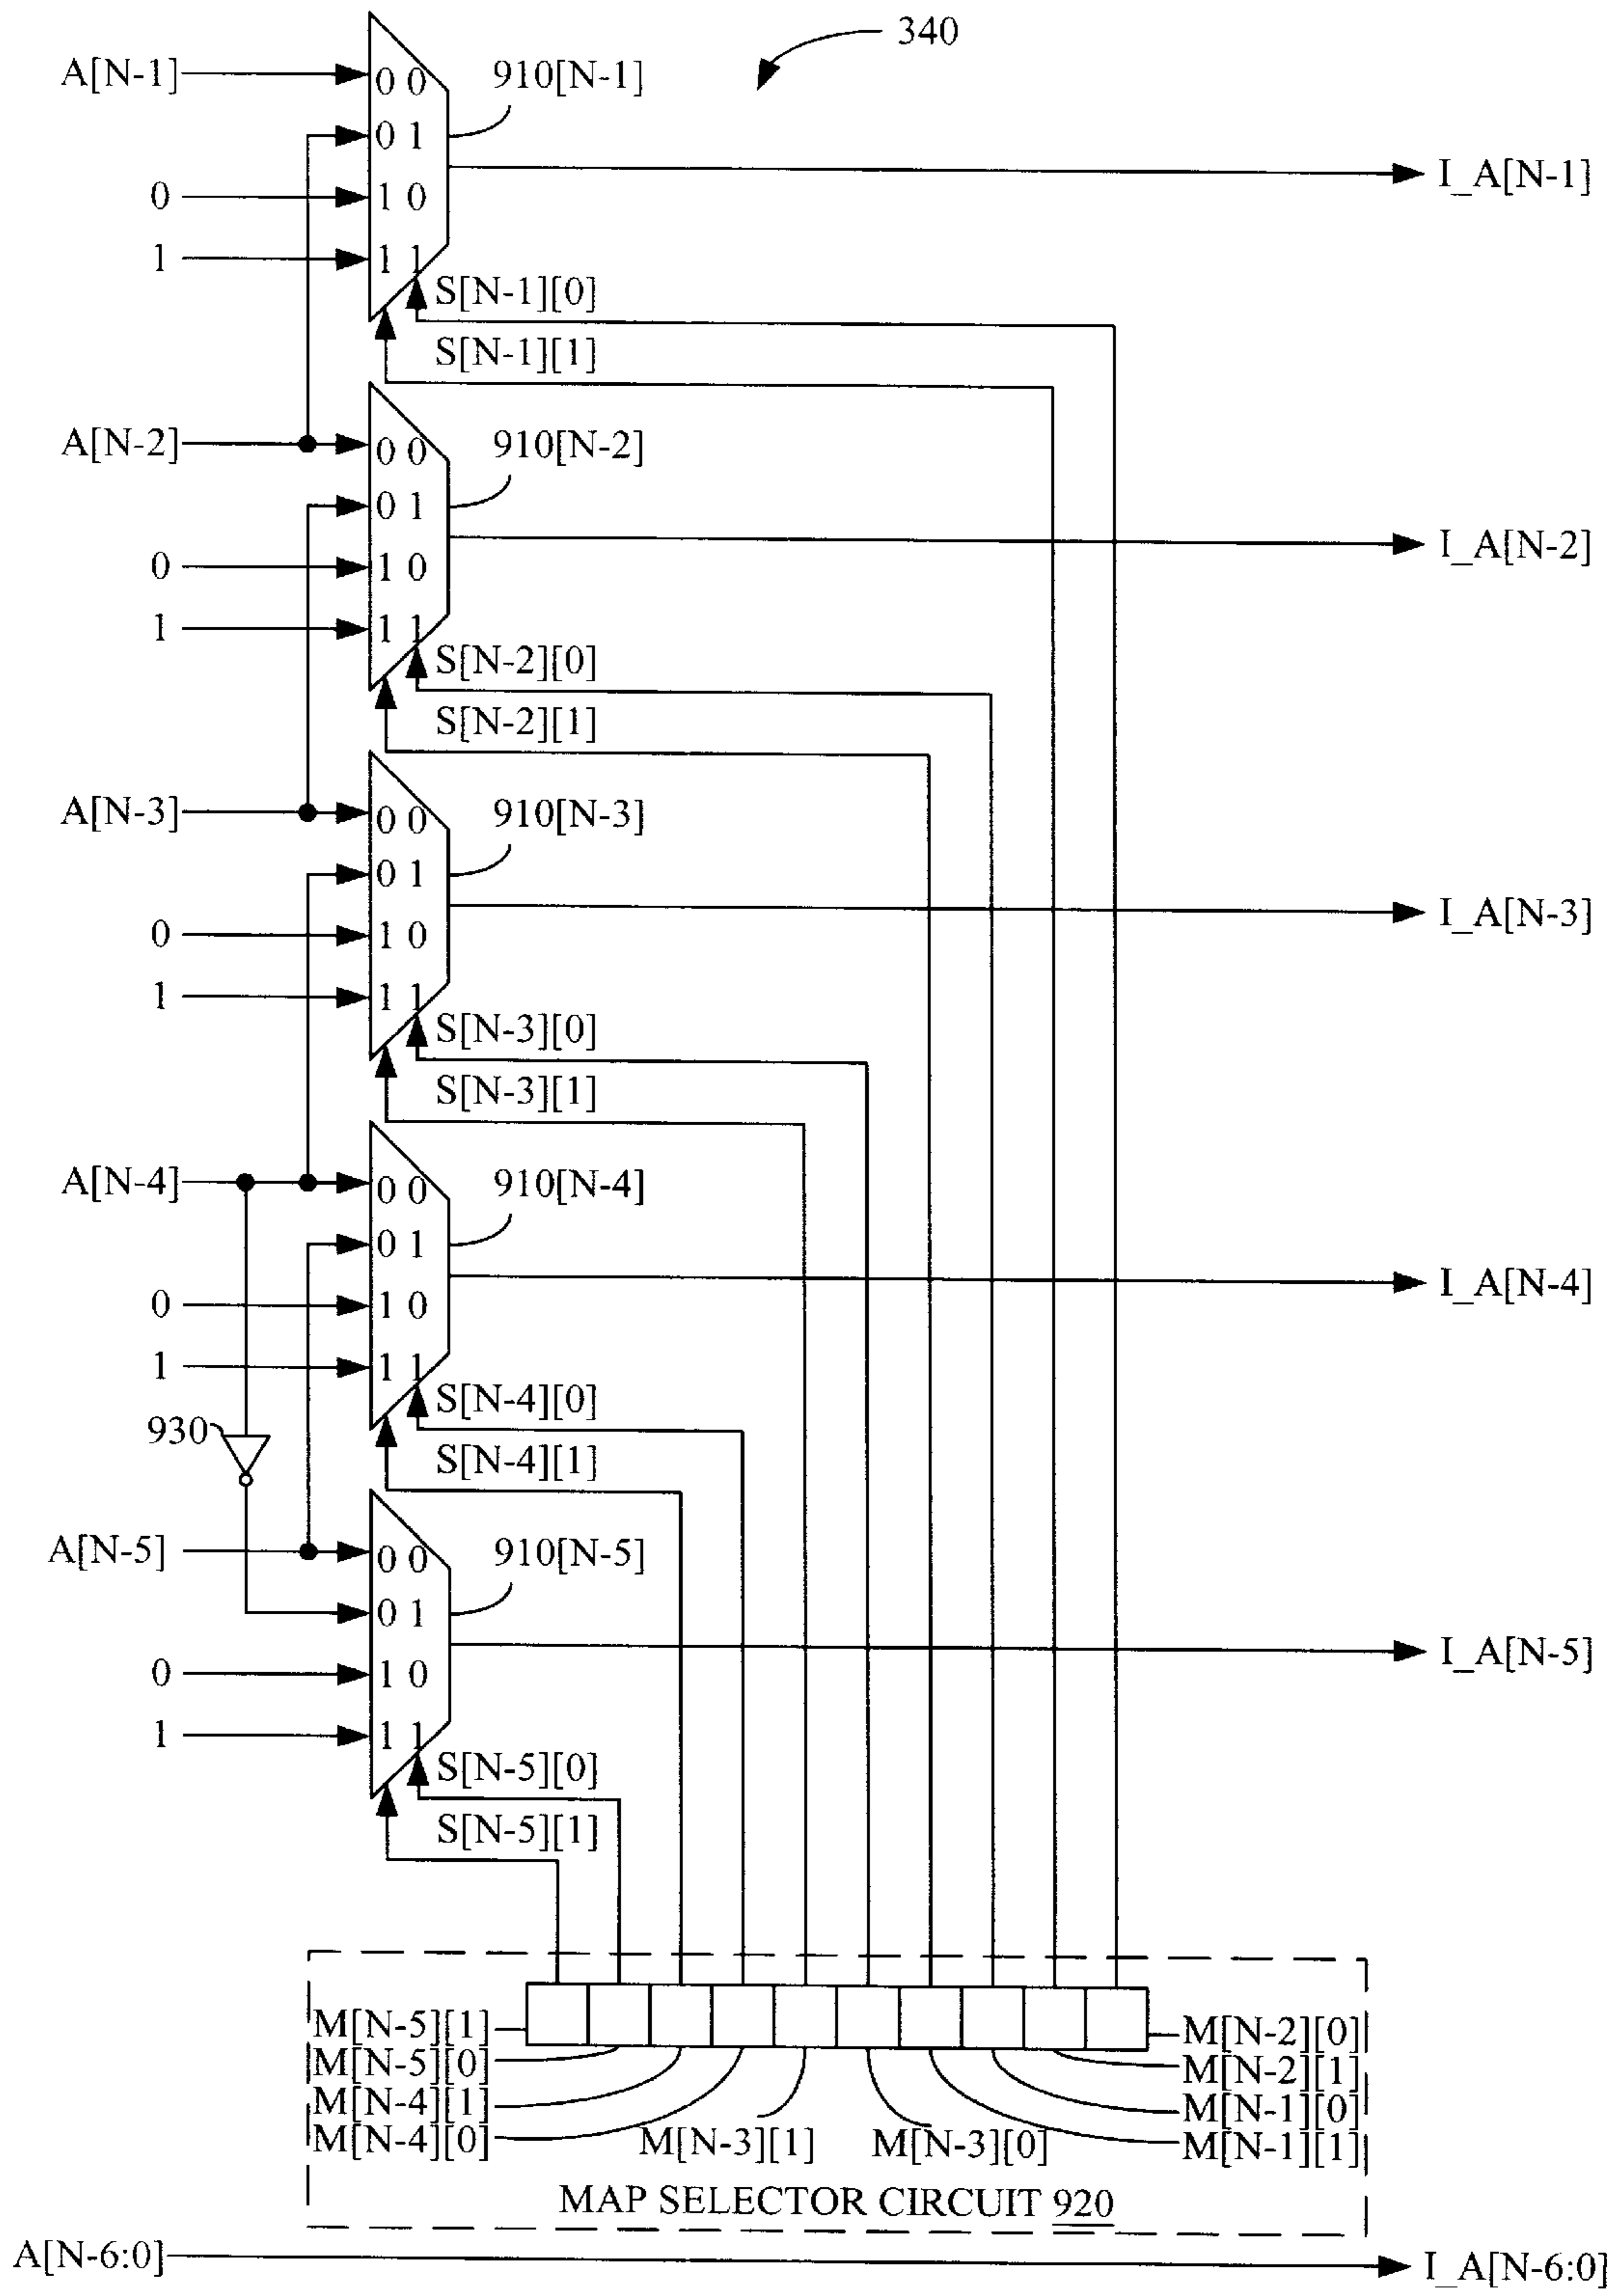 340
A[N-1]
0 0
910[N-1]
0 1
I_A[N-1]
0
1 0
1
1 1
S[N-1][0]
S[N-1][1]
A[N-2]
0 0
910[N-2]
0 1
I_A[N-2]
0
1 0
1
1 1
S[N-2][0]
S[N-2][1]
A[N-3]
0 0
910[N-3]
0 1
I_A[N-3]
0
1 0
1
1 1
S[N-3][0]
S[N-3][1]
A[N-4]
0 0
910[N-4]
0 1
I_A[N-4]
0
1 0
1
1 1
S[N-4][0]
930
S[N-4][1]
A[N-5]
0 0
910[N-5]
0 1
I_A[N-5]
0
1 0
1
1 1
S[N-5][0]
S[N-5][1]
M[N-5][1]
M[N-2][0]
M[N-5][0]
M[N-2][1]
M[N-4][1]
M[N-1][0]
M[N-4][0]
M[N-3][1]
M[N-3][0]
M[N-1][1]
MAP SELECTOR CIRCUIT 920
A[N-6:0]
I_A[N-6:0]